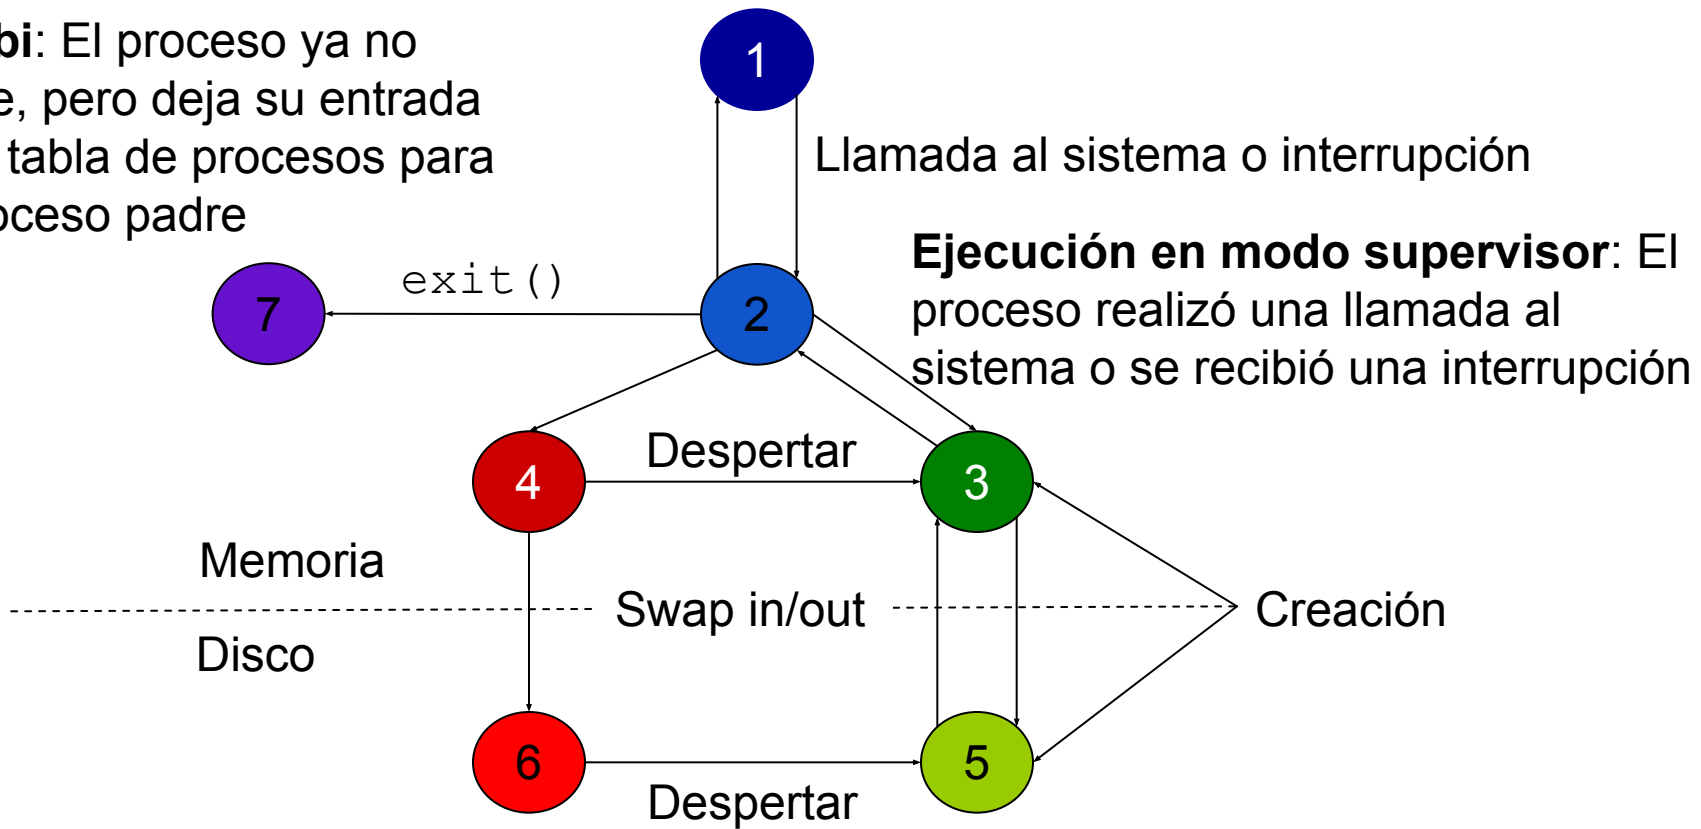 bi: El proceso ya no
e, pero deja su entrada
tabla de procesos para
oceso padre
1
Llamada al sistema o interrupción
Ejecución en modo supervisor: El
proceso realizó una llamada al
sistema o se recibió una interrupción
exit()
7
2
Despertar
4
3
Memoria
Swap in/out
Creación
Disco
6
5
Despertar